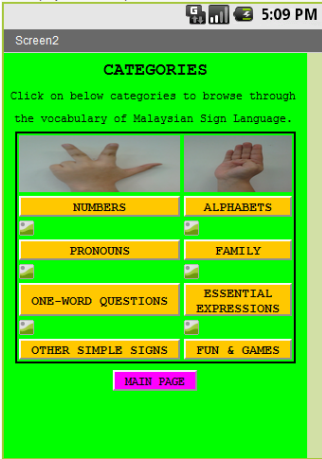 5:09 PM
Screen2
CATEGORIES
Click on below categories to browse through
the vocabulary of Malaysian Sign Language.
NUMBERS
ALPHABETS
PRONOUNS
FAMILY
ONE-WORD QUESTIONS
ESSENTIAL
EXPRESSIONS
OTHER SIMPLE SIGNS
FUN & GAMES
MAIN PAGE